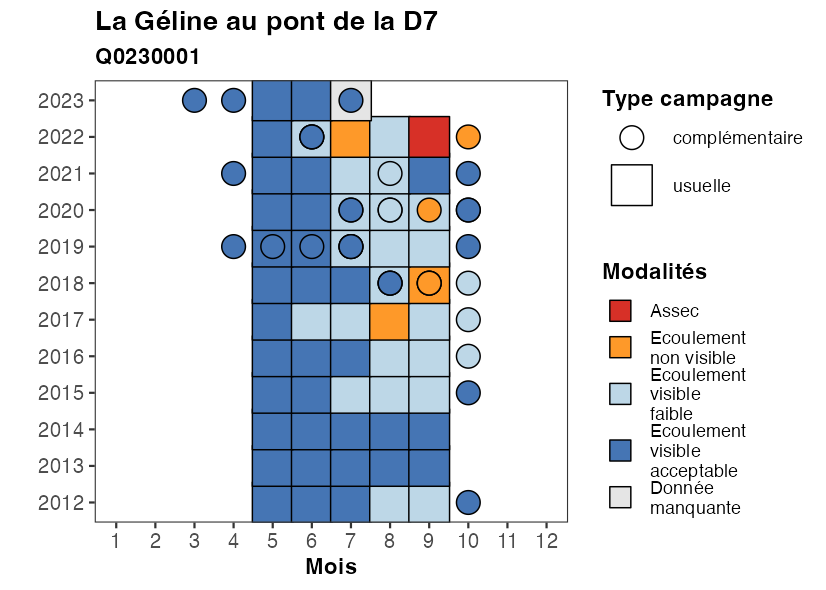 La Géline au pont de la D7
Q0230001
2023
2022
2021
2020
2019
2018
2017
2016
2015
2014
2013
2012
1 2 3 4 5 6 7 8 9 10 11 12
Mois
Type campagne
complémentaire
usuelle
Modalités
Assec
Ecoulement
non visible
Ecoulement
visible
faible
Ecoulement
visible
acceptable
Donnée
manquante